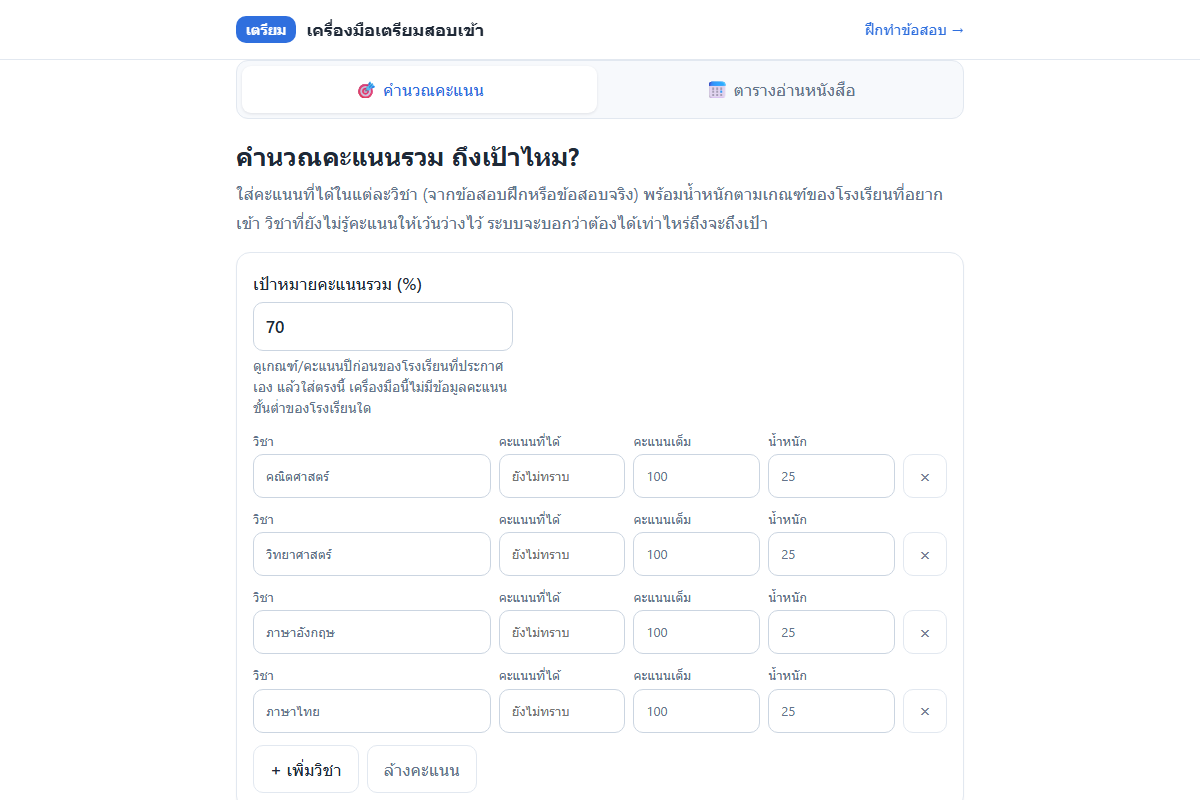 เตรียม เครื่องมือเตรียมสอบเข้า ฝึกทำข้อสอบ →
คำนวณคะแนน ตารางอ่านหนังสือ
คำนวณคะแนนรวม ถึงเป้าไหม?
ใส่คะแนนที่ได้ในแต่ละวิชา (จากข้อสอบฝึกหรือข้อสอบจริง) พร้อมน้ำหนักตามเกณฑ์ของโรงเรียนที่อยาก
เข้า วิชาที่ยังไม่รู้คะแนนให้เว้นว่างไว้ ระบบจะบอกว่าต้องได้เท่าไหร่ถึงจะถึงเป้า
เป้าหมายคะแนนรวม (%)
70
ดูเกณฑ์/คะแนนปีก่อนของโรงเรียนที่ประกาศ
เอง แล้วใส่ตรงนี้ เครื่องมือนี้ไม่มีข้อมูลคะแนน
ขั้นต่ำของโรงเรียนใด
วิชา คะแนนที่ได้ คะแนนเต็ม น้ำหนัก
คณิตศาสตร์ ยังไม่ทราบ 100 25 ×
วิชา คะแนนที่ได้ คะแนนเต็ม น้ำหนัก
วิทยาศาสตร์ ยังไม่ทราบ 100 25 ×
วิชา คะแนนที่ได้ คะแนนเต็ม น้ำหนัก
ภาษาอังกฤษ ยังไม่ทราบ 100 25 ×
วิชา คะแนนที่ได้ คะแนนเต็ม น้ำหนัก
ภาษาไทย ยังไม่ทราบ 100 25 ×
+ เพิ่มวิชา ล้างคะแนน